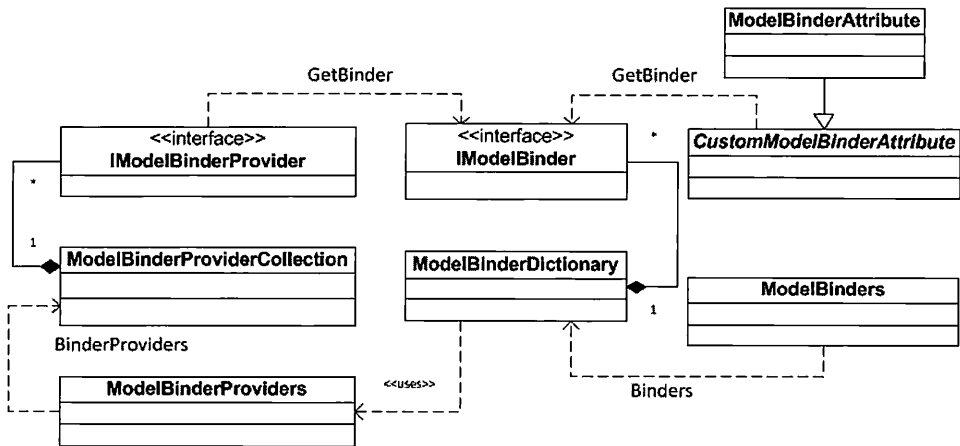 ModelBinderAttribute
GetBinder
GetBinder
<<interface>>
IModelBinderProvider
<<interface>>
IModelBinder
*
CustomModelBinderAttribute
*
1
ModelBinderProviderCollection
ModelBinderDictionary
1
ModelBinders
BinderProviders
ModelBinderProviders
<<uses>>
Binders